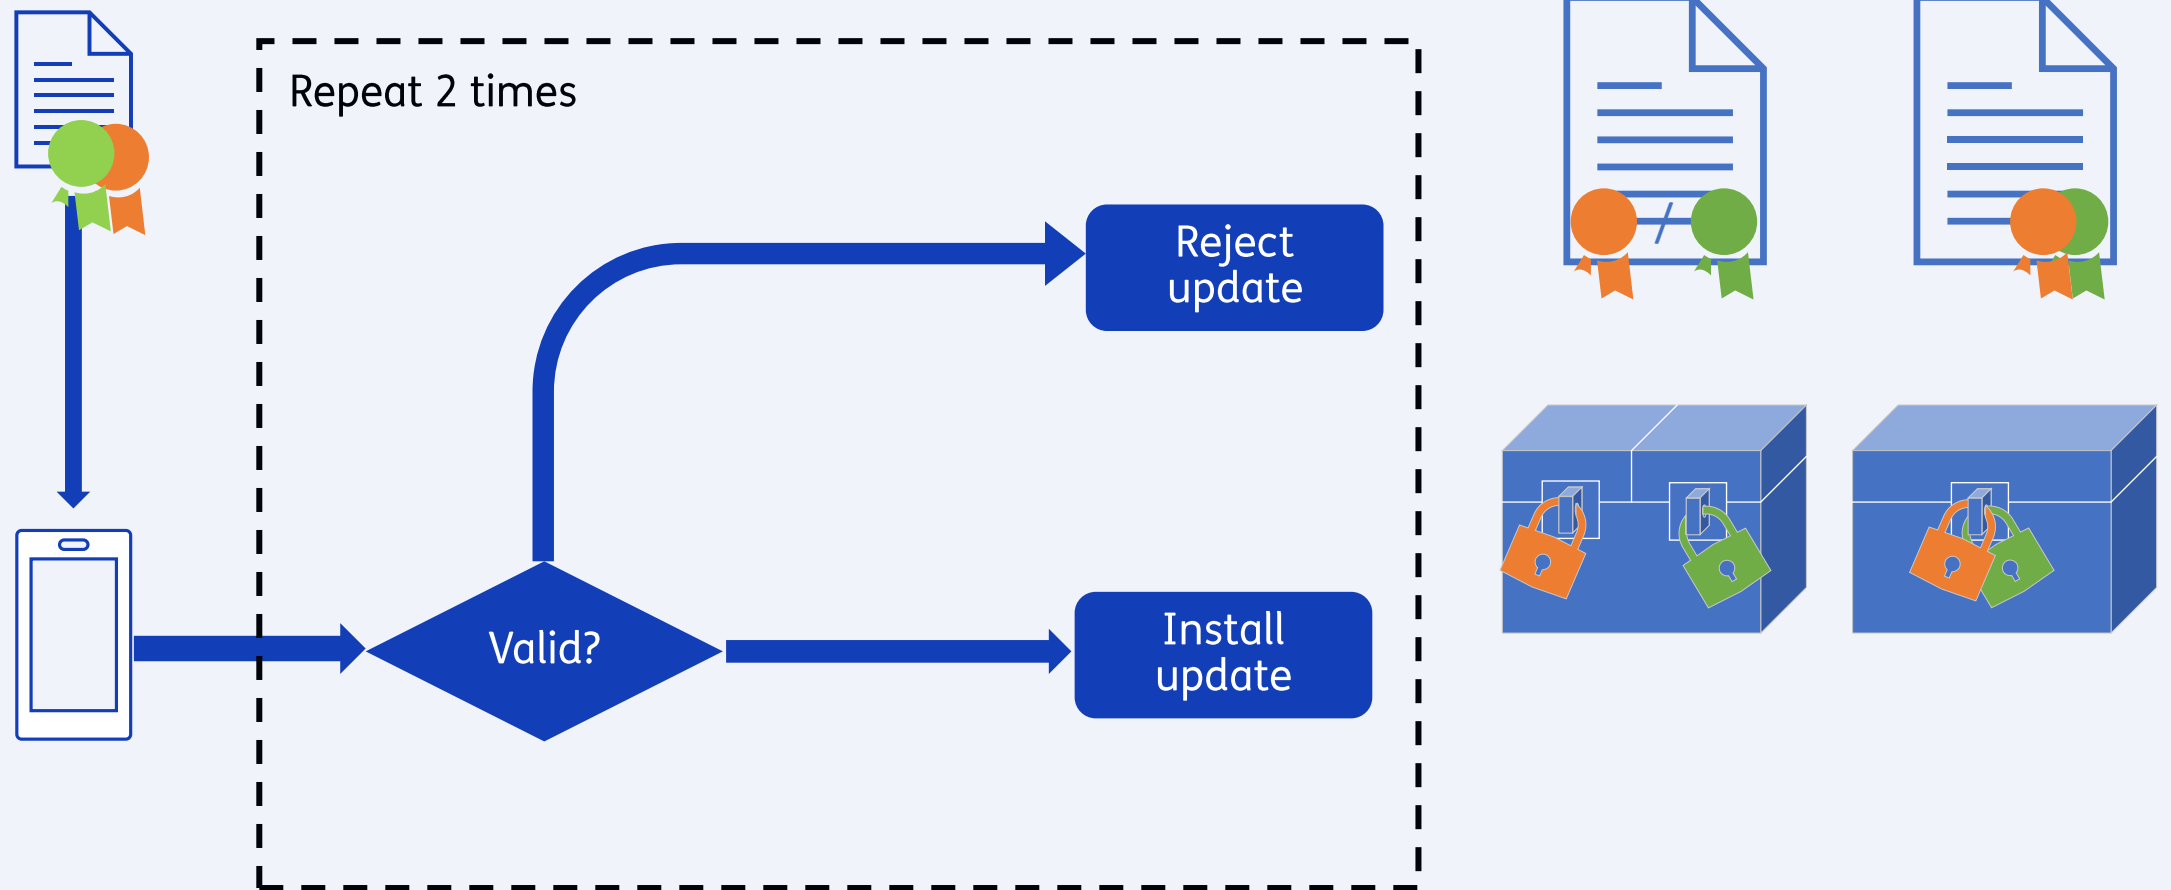 Repeat 2 times
Reject
update
Valid?
Install
update
/